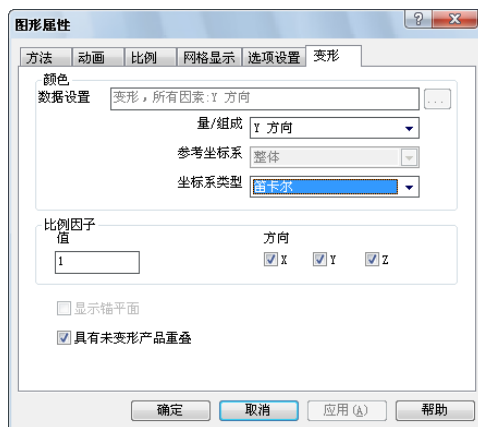 图形属性
方法 动画 比例 网格显示 选项设置 变形
颜色
数据设置 变形，所有因素:Y 方向 ...
量/组成 Y 方向
参考坐标系 整体
坐标系类型 笛卡尔
比例因子
值 方向
1 X Y Z
显示锚平面
具有未变形产品重叠
确定 取消 应用(A) 帮助